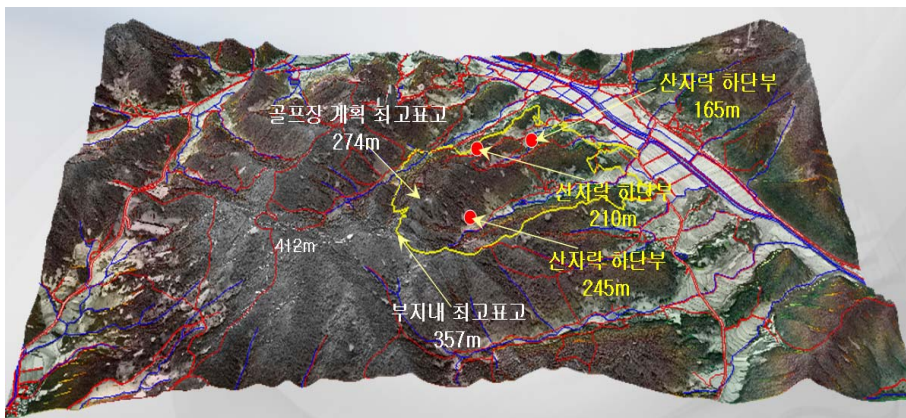 산자락 하단부
165m
골프장 계획 최고표고
274m
산자락 하단부
210m
412m
산자락 하단부
245m
부지내 최고표고
357m